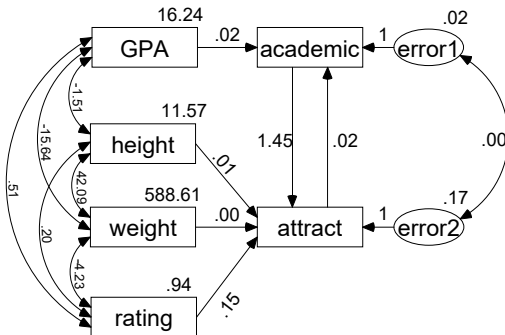 16.24
GPA
.02
academic
1
error1
.02
-1.51
11.57
height
.01
1.45
.02
.00
-15.64
.51
42.09
588.61
weight
.00
attract
1
error2
.17
.20
-4.23
.94
rating
.15